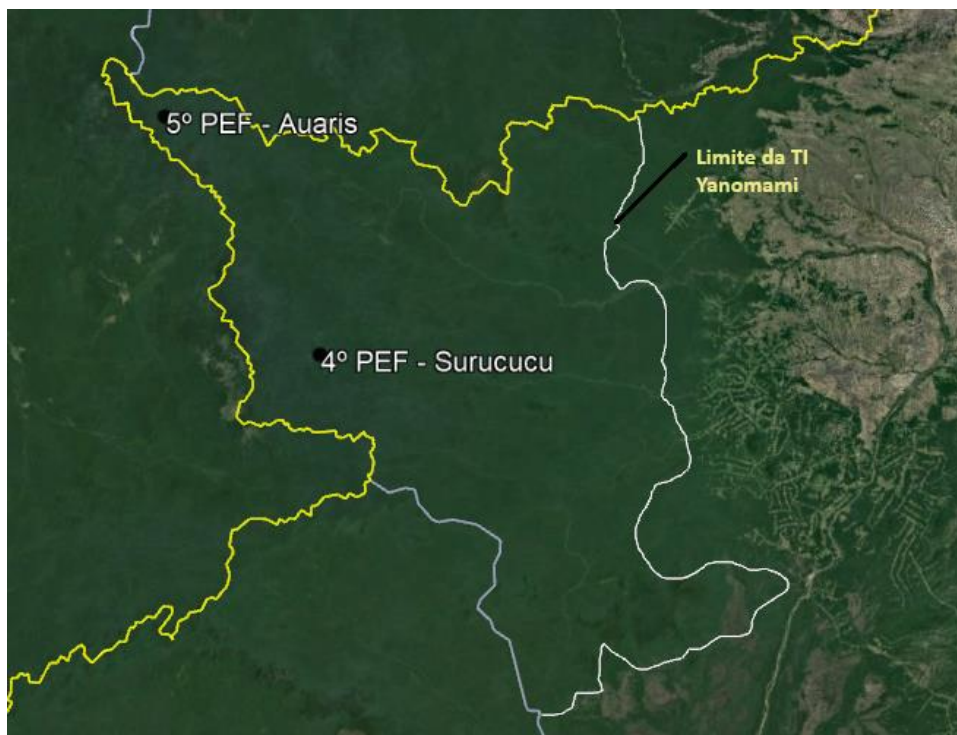 5º PEF - Auaris
Limite da TI
Yanomami
4º PEF - Surucucu